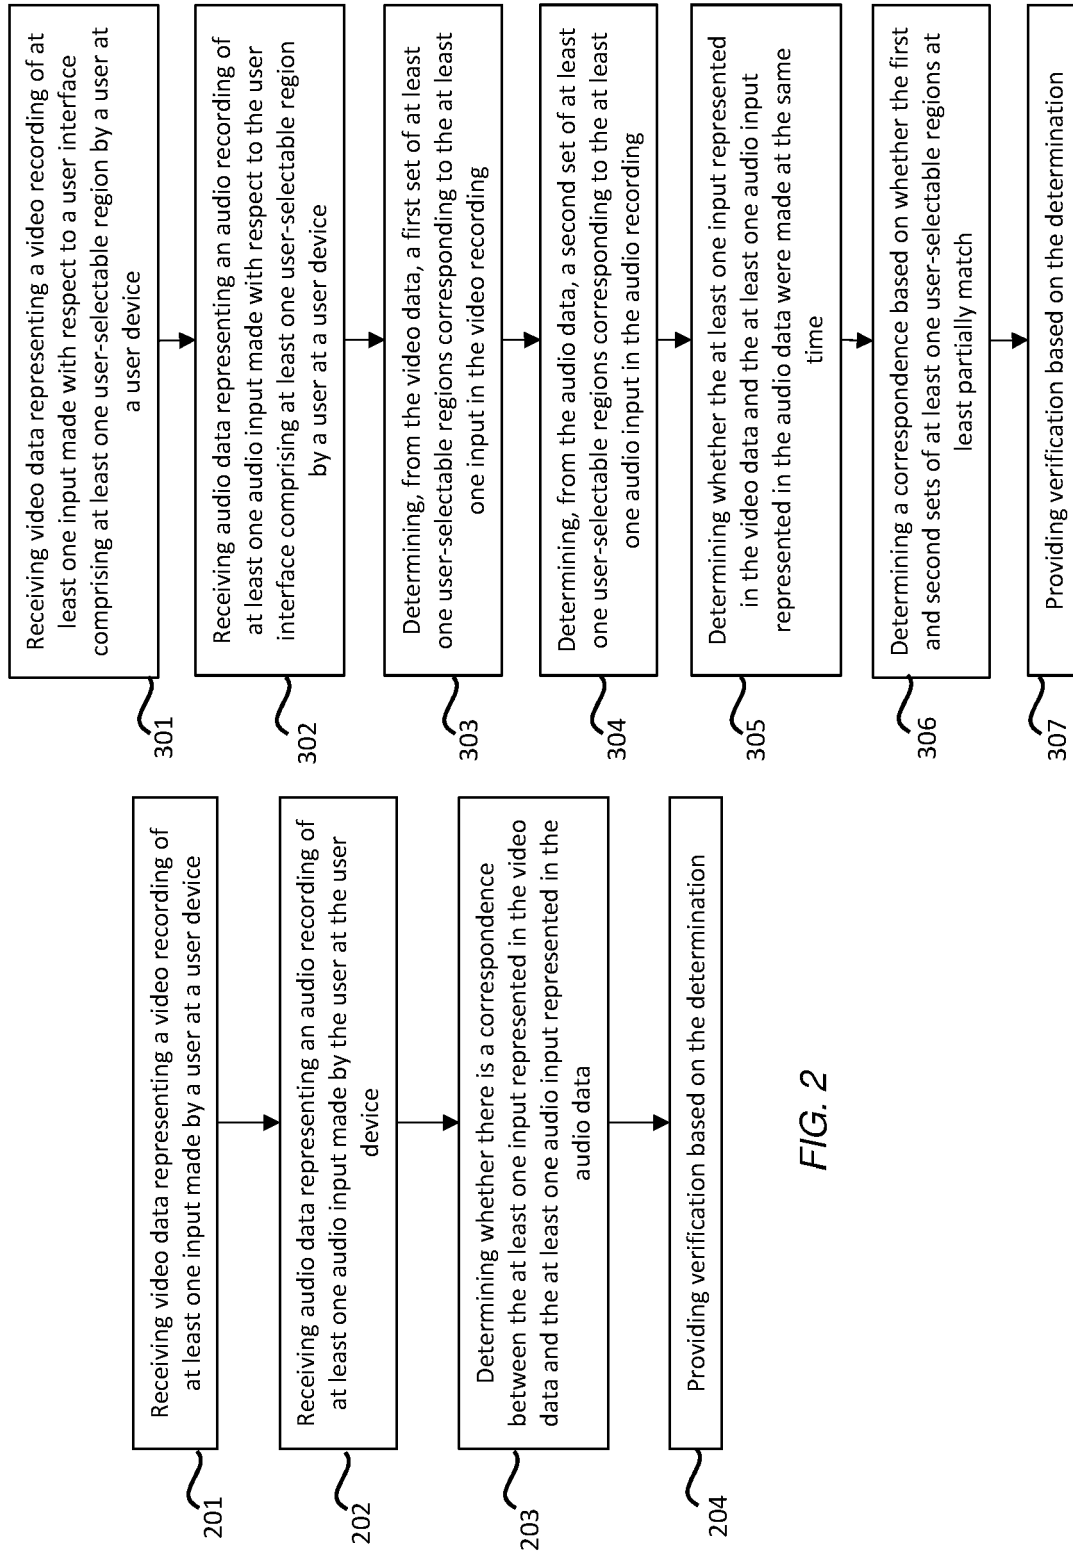 201
Receiving video data representing a video recording of
at least one input made by a user at a user device
202
Receiving audio data representing an audio recording of
at least one audio input made by the user at the user
device
203
Determining whether there is a correspondence
between the at least one input represented in the video
data and the at least one audio input represented in the
audio data
204
Providing verification based on the determination
FIG. 2
301
Receiving video data representing a video recording of at
least one input made with respect to a user interface
comprising at least one user-selectable region by a user at
a user device
302
Receiving audio data representing an audio recording of
at least one audio input made with respect to the user
interface comprising at least one user-selectable region
by a user at a user device
303
Determining, from the video data, a first set of at least
one user-selectable regions corresponding to the at least
one input in the video recording
304
Determining, from the audio data, a second set of at least
one user-selectable regions corresponding to the at least
one audio input in the audio recording
305
Determining whether the at least one input represented
in the video data and the at least one audio input
represented in the audio data were made at the same
time
306
Determining a correspondence based on whether the first
and second sets of at least one user-selectable regions at
least partially match
307
Providing verification based on the determination